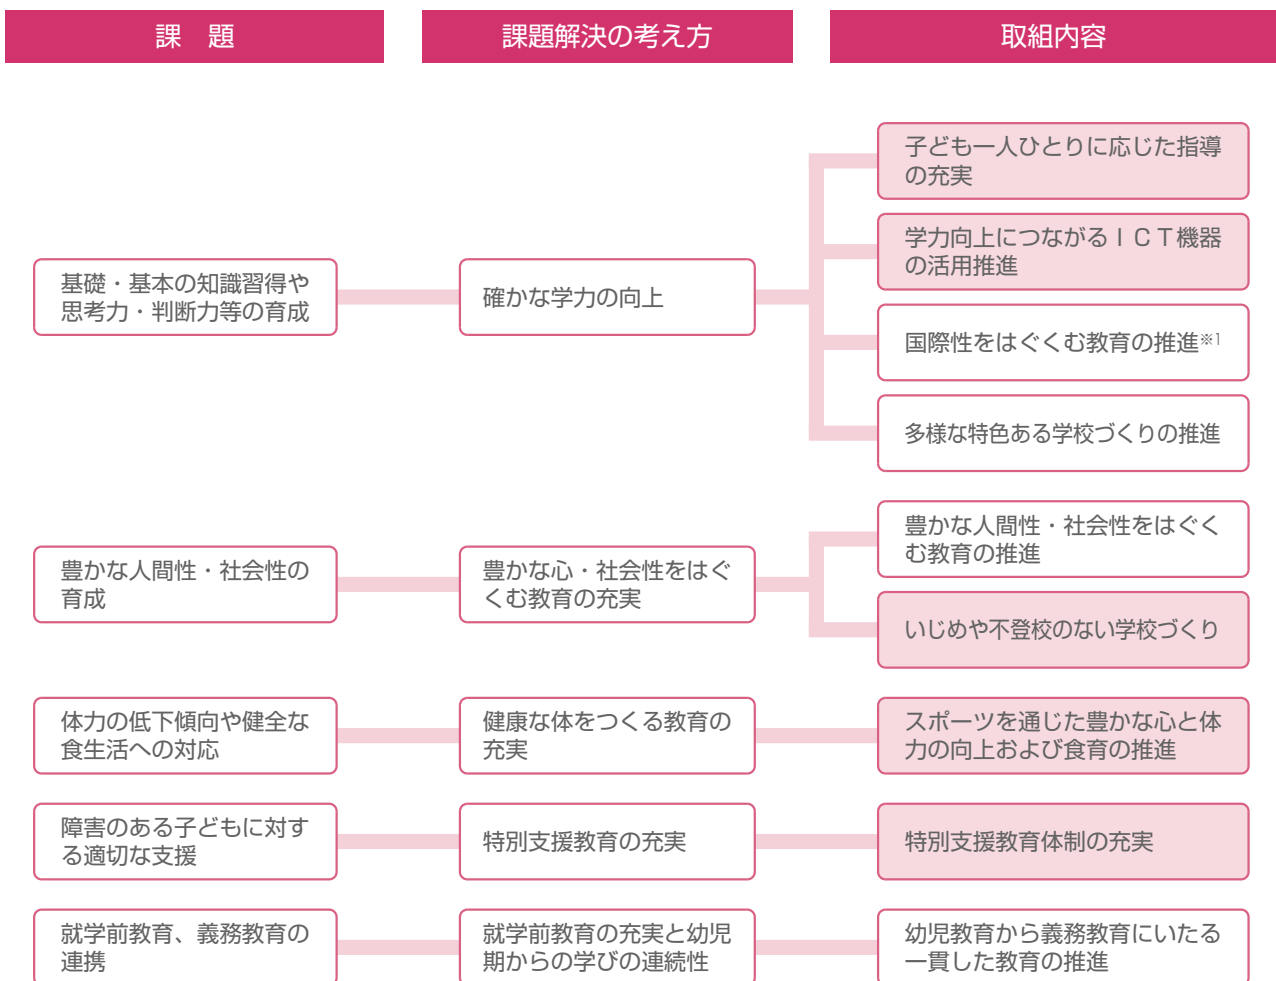 課　題
課題解決の考え方
取組内容
基礎・基本の知識習得や
思考力・判断力等の育成
確かな学力の向上
子ども一人ひとりに応じた指導
の充実
学力向上につながるＩＣＴ機器
の活用推進
国際性をはぐくむ教育の推進※1
多様な特色ある学校づくりの推進
豊かな人間性・社会性の
育成
豊かな心・社会性をはぐ
くむ教育の充実
豊かな人間性・社会性をはぐく
む教育の推進
いじめや不登校のない学校づくり
体力の低下傾向や健全な
食生活への対応
健康な体をつくる教育の
充実
スポーツを通じた豊かな心と体
力の向上および食育の推進
障害のある子どもに対す
る適切な支援
特別支援教育の充実
特別支援教育体制の充実
就学前教育、義務教育の
連携
就学前教育の充実と幼児
期からの学びの連続性
幼児教育から義務教育にいたる
一貫した教育の推進